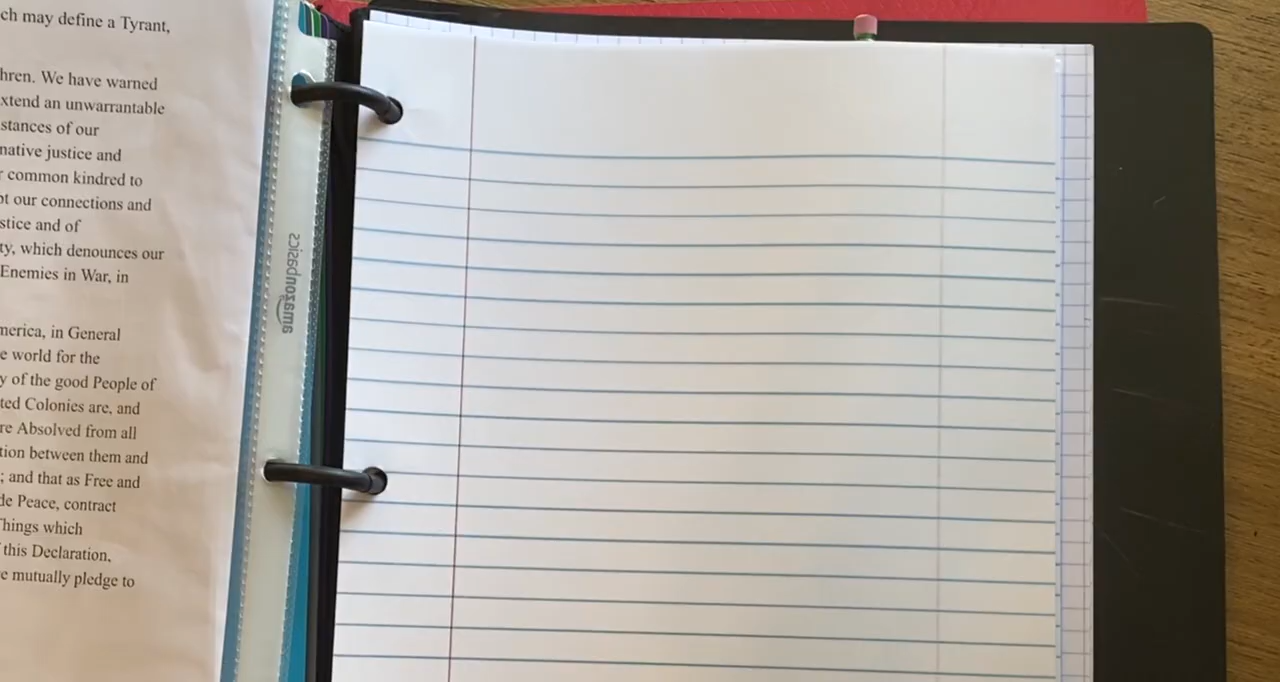 ch may define a Tyrant,
hren. We have warned
xtend an unwarrantable
stances of our
native justice and
r common kindred to
pt our connections and
stice and of
ty, which denounces our
Enemies in War, in
merica, in General
e world for the
y of the good People of
ted Colonies are, and
re Absolved from all
tion between them and
; and that as Free and
de Peace, contract
Things which
this Declaration,
e mutually pledge to
amazonbasics